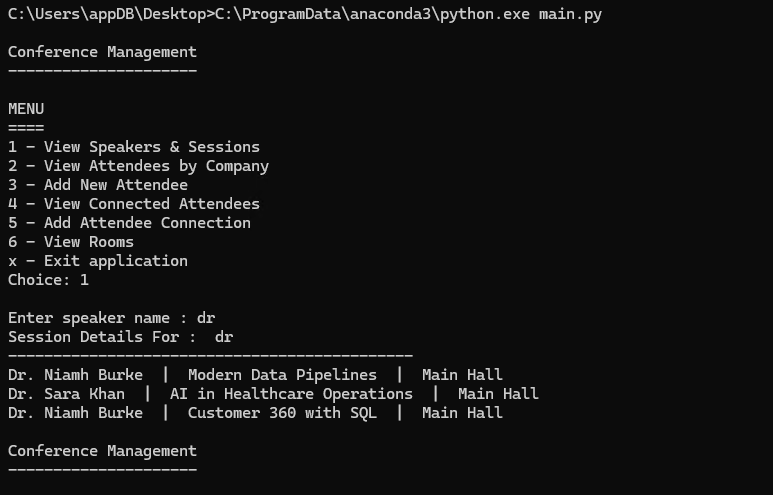 C:\Users\appDB\Desktop>C:\ProgramData\anaconda3\python.exe main.py
Conference Management
---------------------
MENU
====
1 - View Speakers & Sessions
2 - View Attendees by Company
3 - Add New Attendee
4 - View Connected Attendees
5 - Add Attendee Connection
6 - View Rooms
x - Exit application
Choice: 1
Enter speaker name : dr
Session Details For :  dr
---------------------------------------------
Dr. Niamh Burke  |  Modern Data Pipelines  |  Main Hall
Dr. Sara Khan  |  AI in Healthcare Operations  |  Main Hall
Dr. Niamh Burke  |  Customer 360 with SQL  |  Main Hall
Conference Management
---------------------